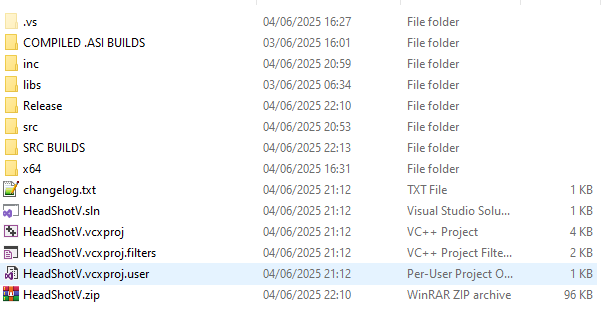 .vs 04/06/2025 16:27 File folder
COMPILED .ASI BUILDS 03/06/2025 16:01 File folder
inc 04/06/2025 20:59 File folder
libs 03/06/2025 06:34 File folder
Release 04/06/2025 22:10 File folder
src 04/06/2025 20:53 File folder
SRC BUILDS 04/06/2025 22:13 File folder
x64 04/06/2025 16:31 File folder
changelog.txt 04/06/2025 21:12 TXT File 1 KB
HeadShotV.sln 04/06/2025 21:12 Visual Studio Solu... 1 KB
HeadShotV.vcxproj 04/06/2025 21:12 VC++ Project 4 KB
HeadShotV.vcxproj.filters 04/06/2025 21:12 VC++ Project Filte... 2 KB
HeadShotV.vcxproj.user 04/06/2025 21:12 Per-User Project O... 1 KB
HeadShotV.zip 04/06/2025 22:10 WinRAR ZIP archive 96 KB